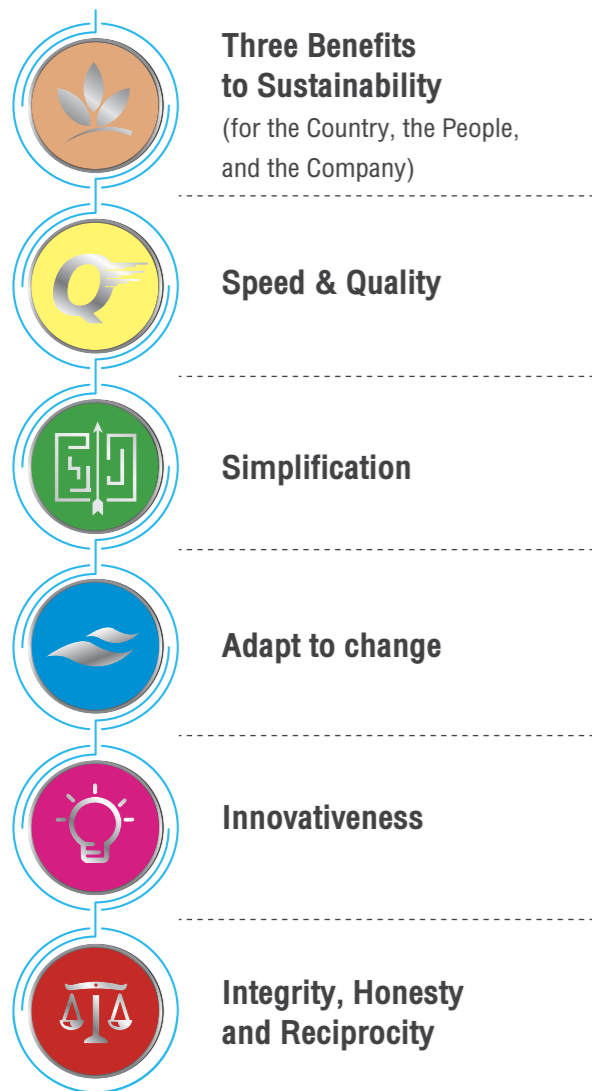 Three Benefits
to Sustainability
(for the Country, the People,
and the Company)
Speed & Quality
Simplification
Adapt to change
Innovativeness
Integrity, Honesty
and Reciprocity